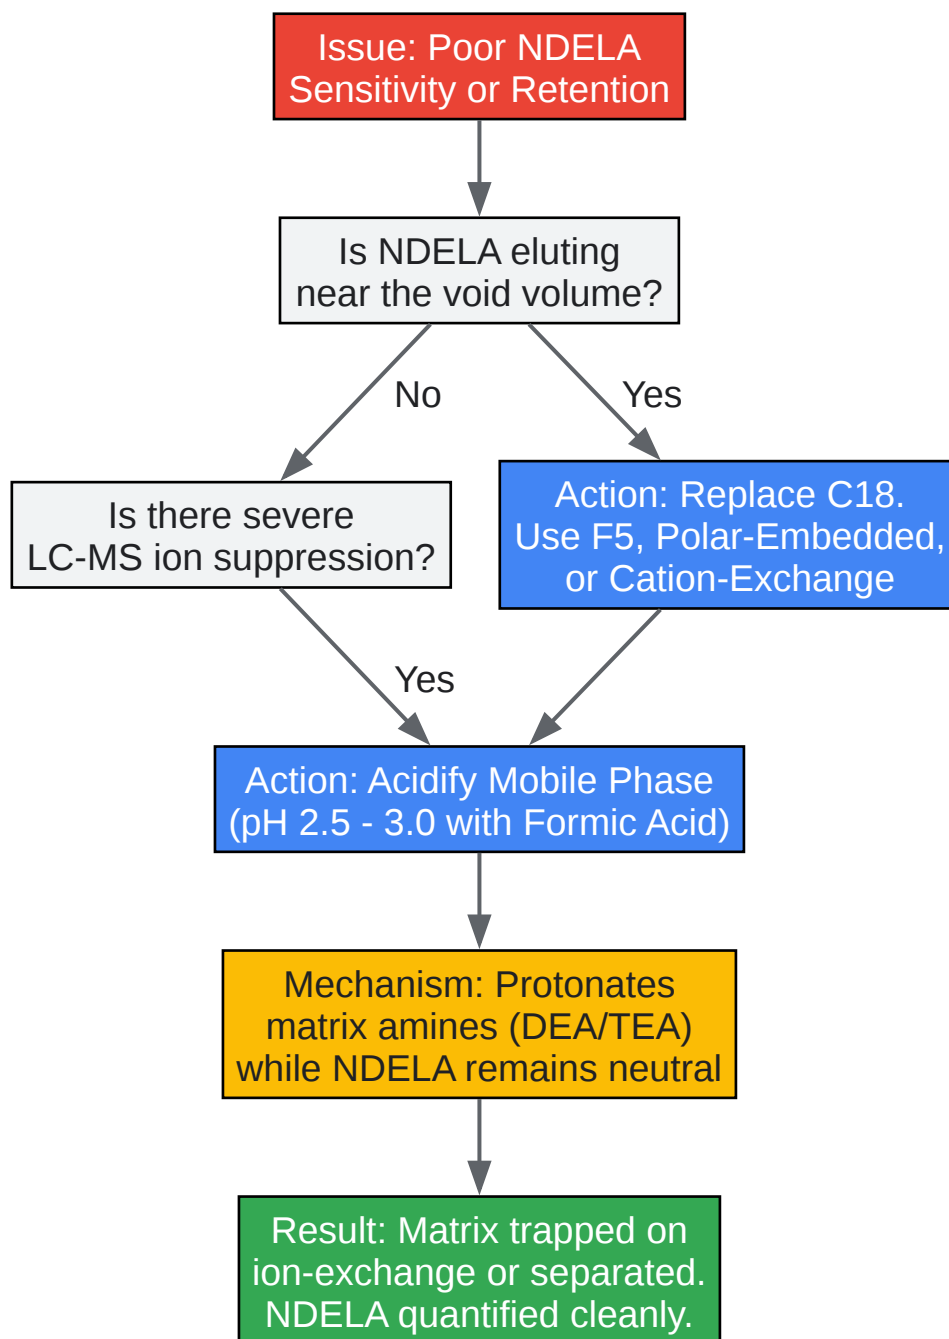 Issue: Poor NDELA
Sensitivity or Retention
Is NDELA eluting
near the void volume?
No
Yes
Is there severe
LC-MS ion suppression?
Action: Replace C18.
Use F5, Polar-Embedded,
or Cation-Exchange
Yes
Action: Acidify Mobile Phase
(pH 2.5 - 3.0 with Formic Acid)
Mechanism: Protonates
matrix amines (DEA/TEA)
while NDELA remains neutral
Result: Matrix trapped on
ion-exchange or separated.
NDELA quantified cleanly.